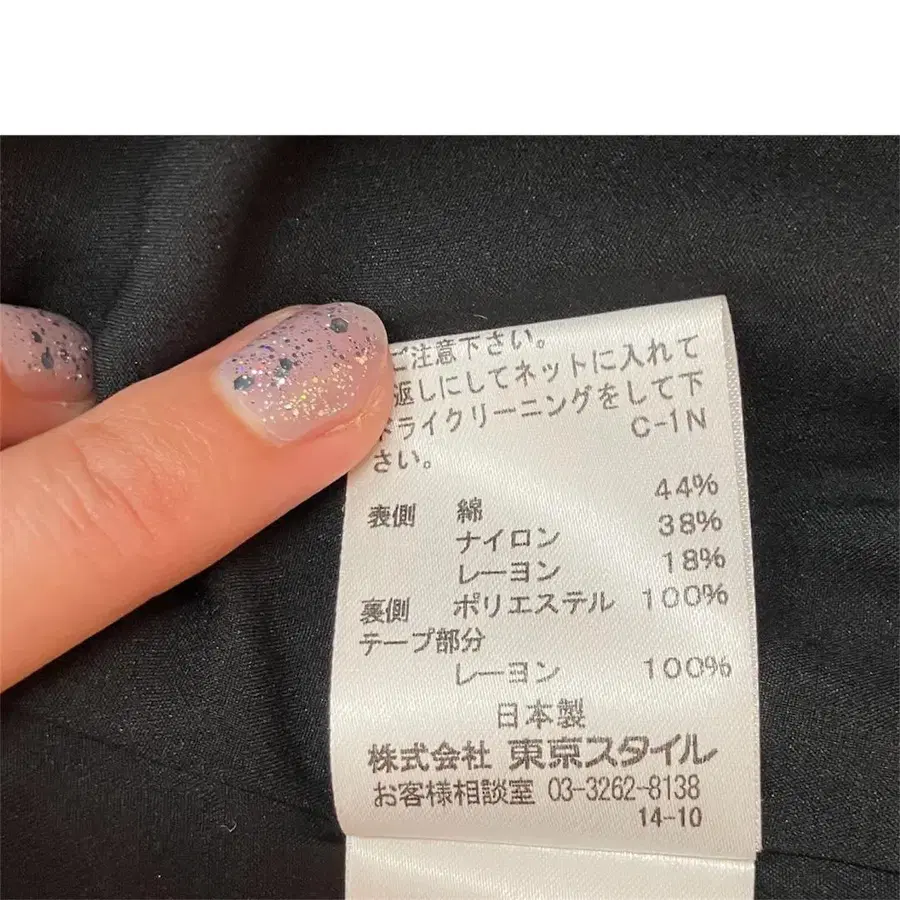 ご注意下さい。
返しにしてネットに入れて
ドライクリーニングをして下
さい。
C-1N
表側 綿 44%
ナイロン 38%
レーヨン 18%
裏側 ポリエステル 100%
テープ部分
レーヨン 100%
日本製
株式会社 東京スタイル
お客様相談室 03-3262-8138
14-10